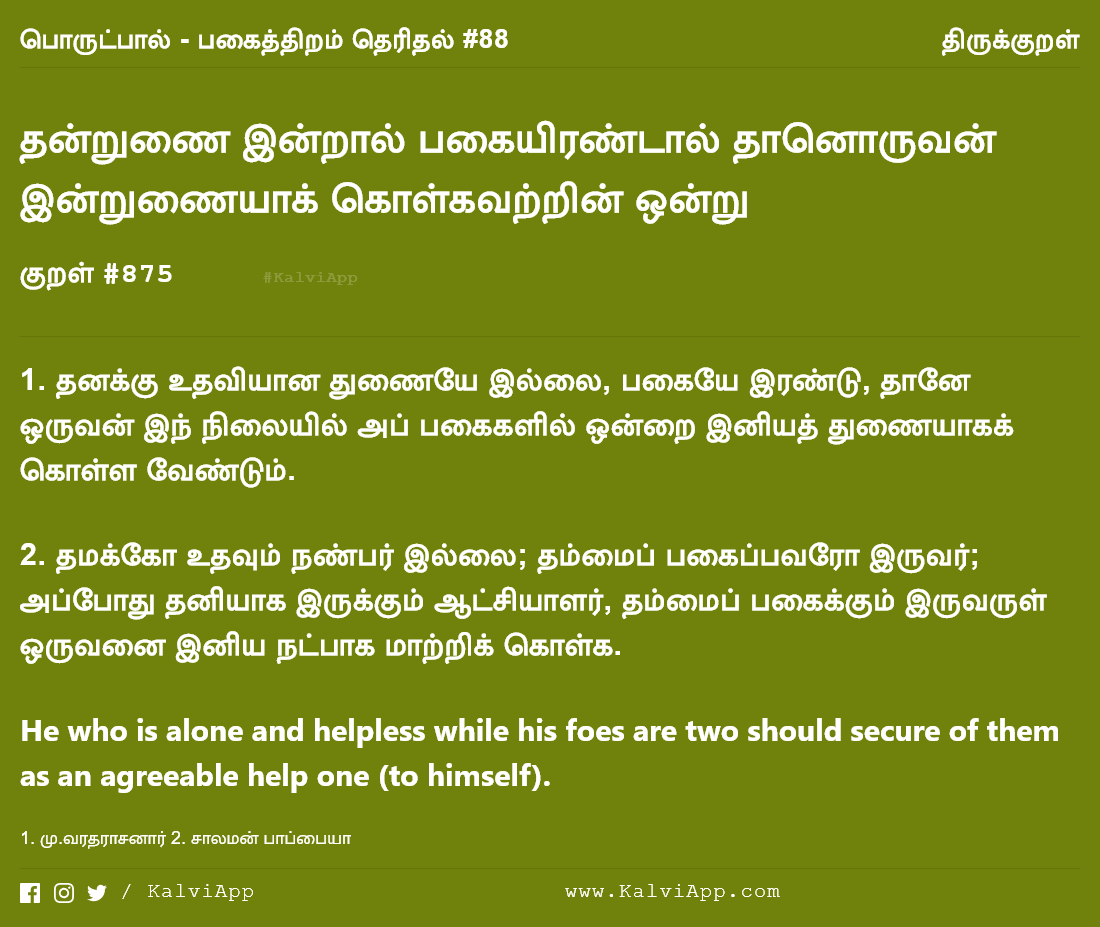 பொருட்பால் - பகைத்திறம் தெரிதல் #88
திருக்குறள்
தன்றுணை இன்றால் பகையிரண்டால் தானொருவன்
இன்றுணையாக் கொள்கவற்றின் ஒன்று
குறள் #875
#KalviApp
1. தனக்கு உதவியான துணையே இல்லை, பகையே இரண்டு, தானே
ஒருவன் இந் நிலையில் அப் பகைகளில் ஒன்றை இனியத் துணையாகக்
கொள்ள வேண்டும்.
2. தமக்கோ உதவும் நண்பர் இல்லை; தம்மைப் பகைப்பவரோ இருவர்;
அப்போது தனியாக இருக்கும் ஆட்சியாளர், தம்மைப் பகைக்கும் இருவருள்
ஒருவனை இனிய நட்பாக மாற்றிக் கொள்க.
He who is alone and helpless while his foes are two should secure of them
as an agreeable help one (to himself).
1. மு.வரதராசனார் 2. சாலமன் பாப்பையா
/ KalviApp
www.KalviApp.com